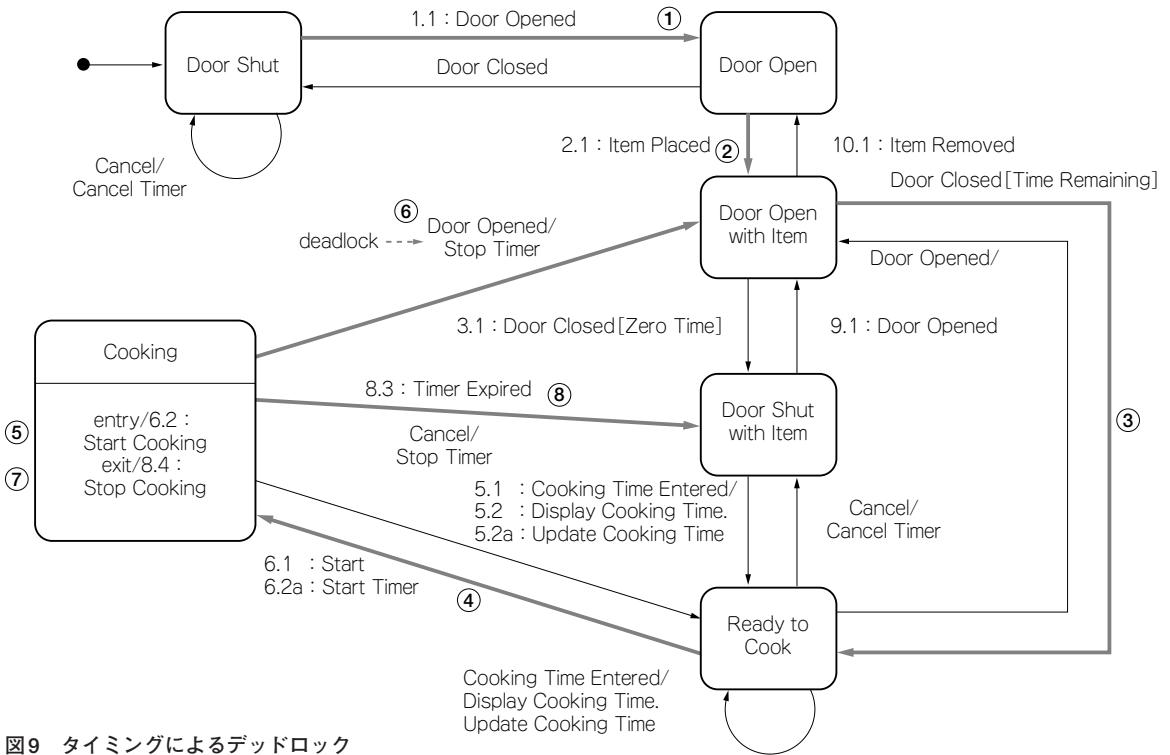 1.1：Door Opened
①
Door Shut
Door Closed
Door Open
Cancel/
Cancel Timer
2.1：Item Placed
②
10.1：Item Removed
Door Closed[Time Remaining]
⑥
deadlock
Door Opened/
Stop Timer
Door Open
with Item
Door Opened/
3.1：Door Closed[Zero Time]
9.1：Door Opened
Cooking
entry/6.2：
Start Cooking
exit/8.4：
Stop Cooking
⑤
⑦
8.3：Timer Expired
⑧
Door Shut
with Item
③
Cancel/
Stop Timer
5.1 ：Cooking Time Entered/
5.2 ：Display Cooking Time.
5.2a：Update Cooking Time
Cancel/
Cancel Timer
6.1 ：Start
6.2a：Start Timer
④
Ready to
Cook
Cooking Time Entered/
Display Cooking Time.
Update Cooking Time
図9　タイミングによるデッドロック